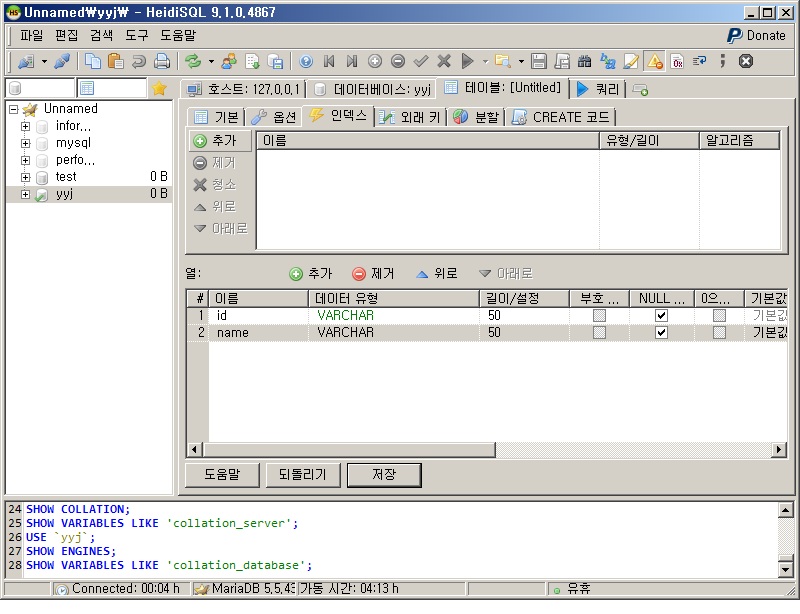 Unnamed₩yyj₩ - HeidiSQL 9.1.0.4867
파일 편집 검색 도구 도움말
Donate
호스트: 127.0.0.1 데이터베이스: yyj 테이블: [Untitled] 쿼리
Unnamed
infor...
mysql
perfo...
test 0 B
yyj 0 B
기본 옵션 인덱스 외래 키 분할 CREATE 코드
추가
제거
청소
위로
아래로
이름 유형/길이 알고리즘
열: 추가 제거 위로 아래로
# 이름 데이터 유형 길이/설정 부호 ... NULL ... 0으... 기본값
1 id VARCHAR 50 기본값
2 name VARCHAR 50 기본값
도움말 되돌리기 저장
24 SHOW COLLATION;
25 SHOW VARIABLES LIKE 'collation_server';
26 USE `yyj`;
27 SHOW ENGINES;
28 SHOW VARIABLES LIKE 'collation_database';
Connected: 00:04 h MariaDB 5.5.43 가동 시간: 04:13 h 유휴